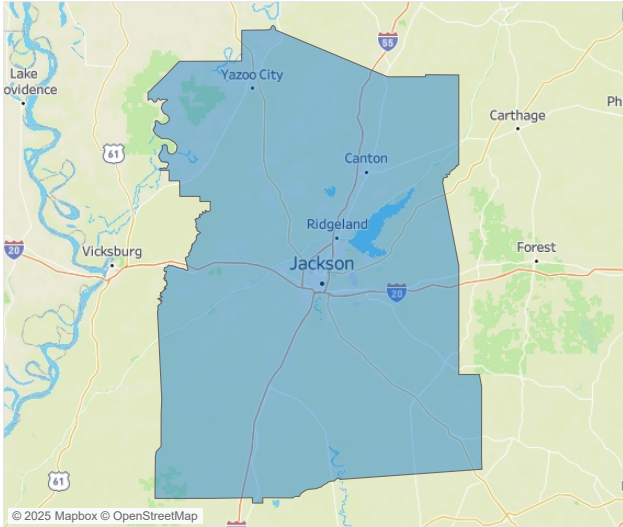 55
Lake
ovidence
Yazoo City
Carthage
Ph
61
Canton
Ridgeland
20
Vicksburg
Forest
Jackson
20
61
© 2025 Mapbox © OpenStreetMap